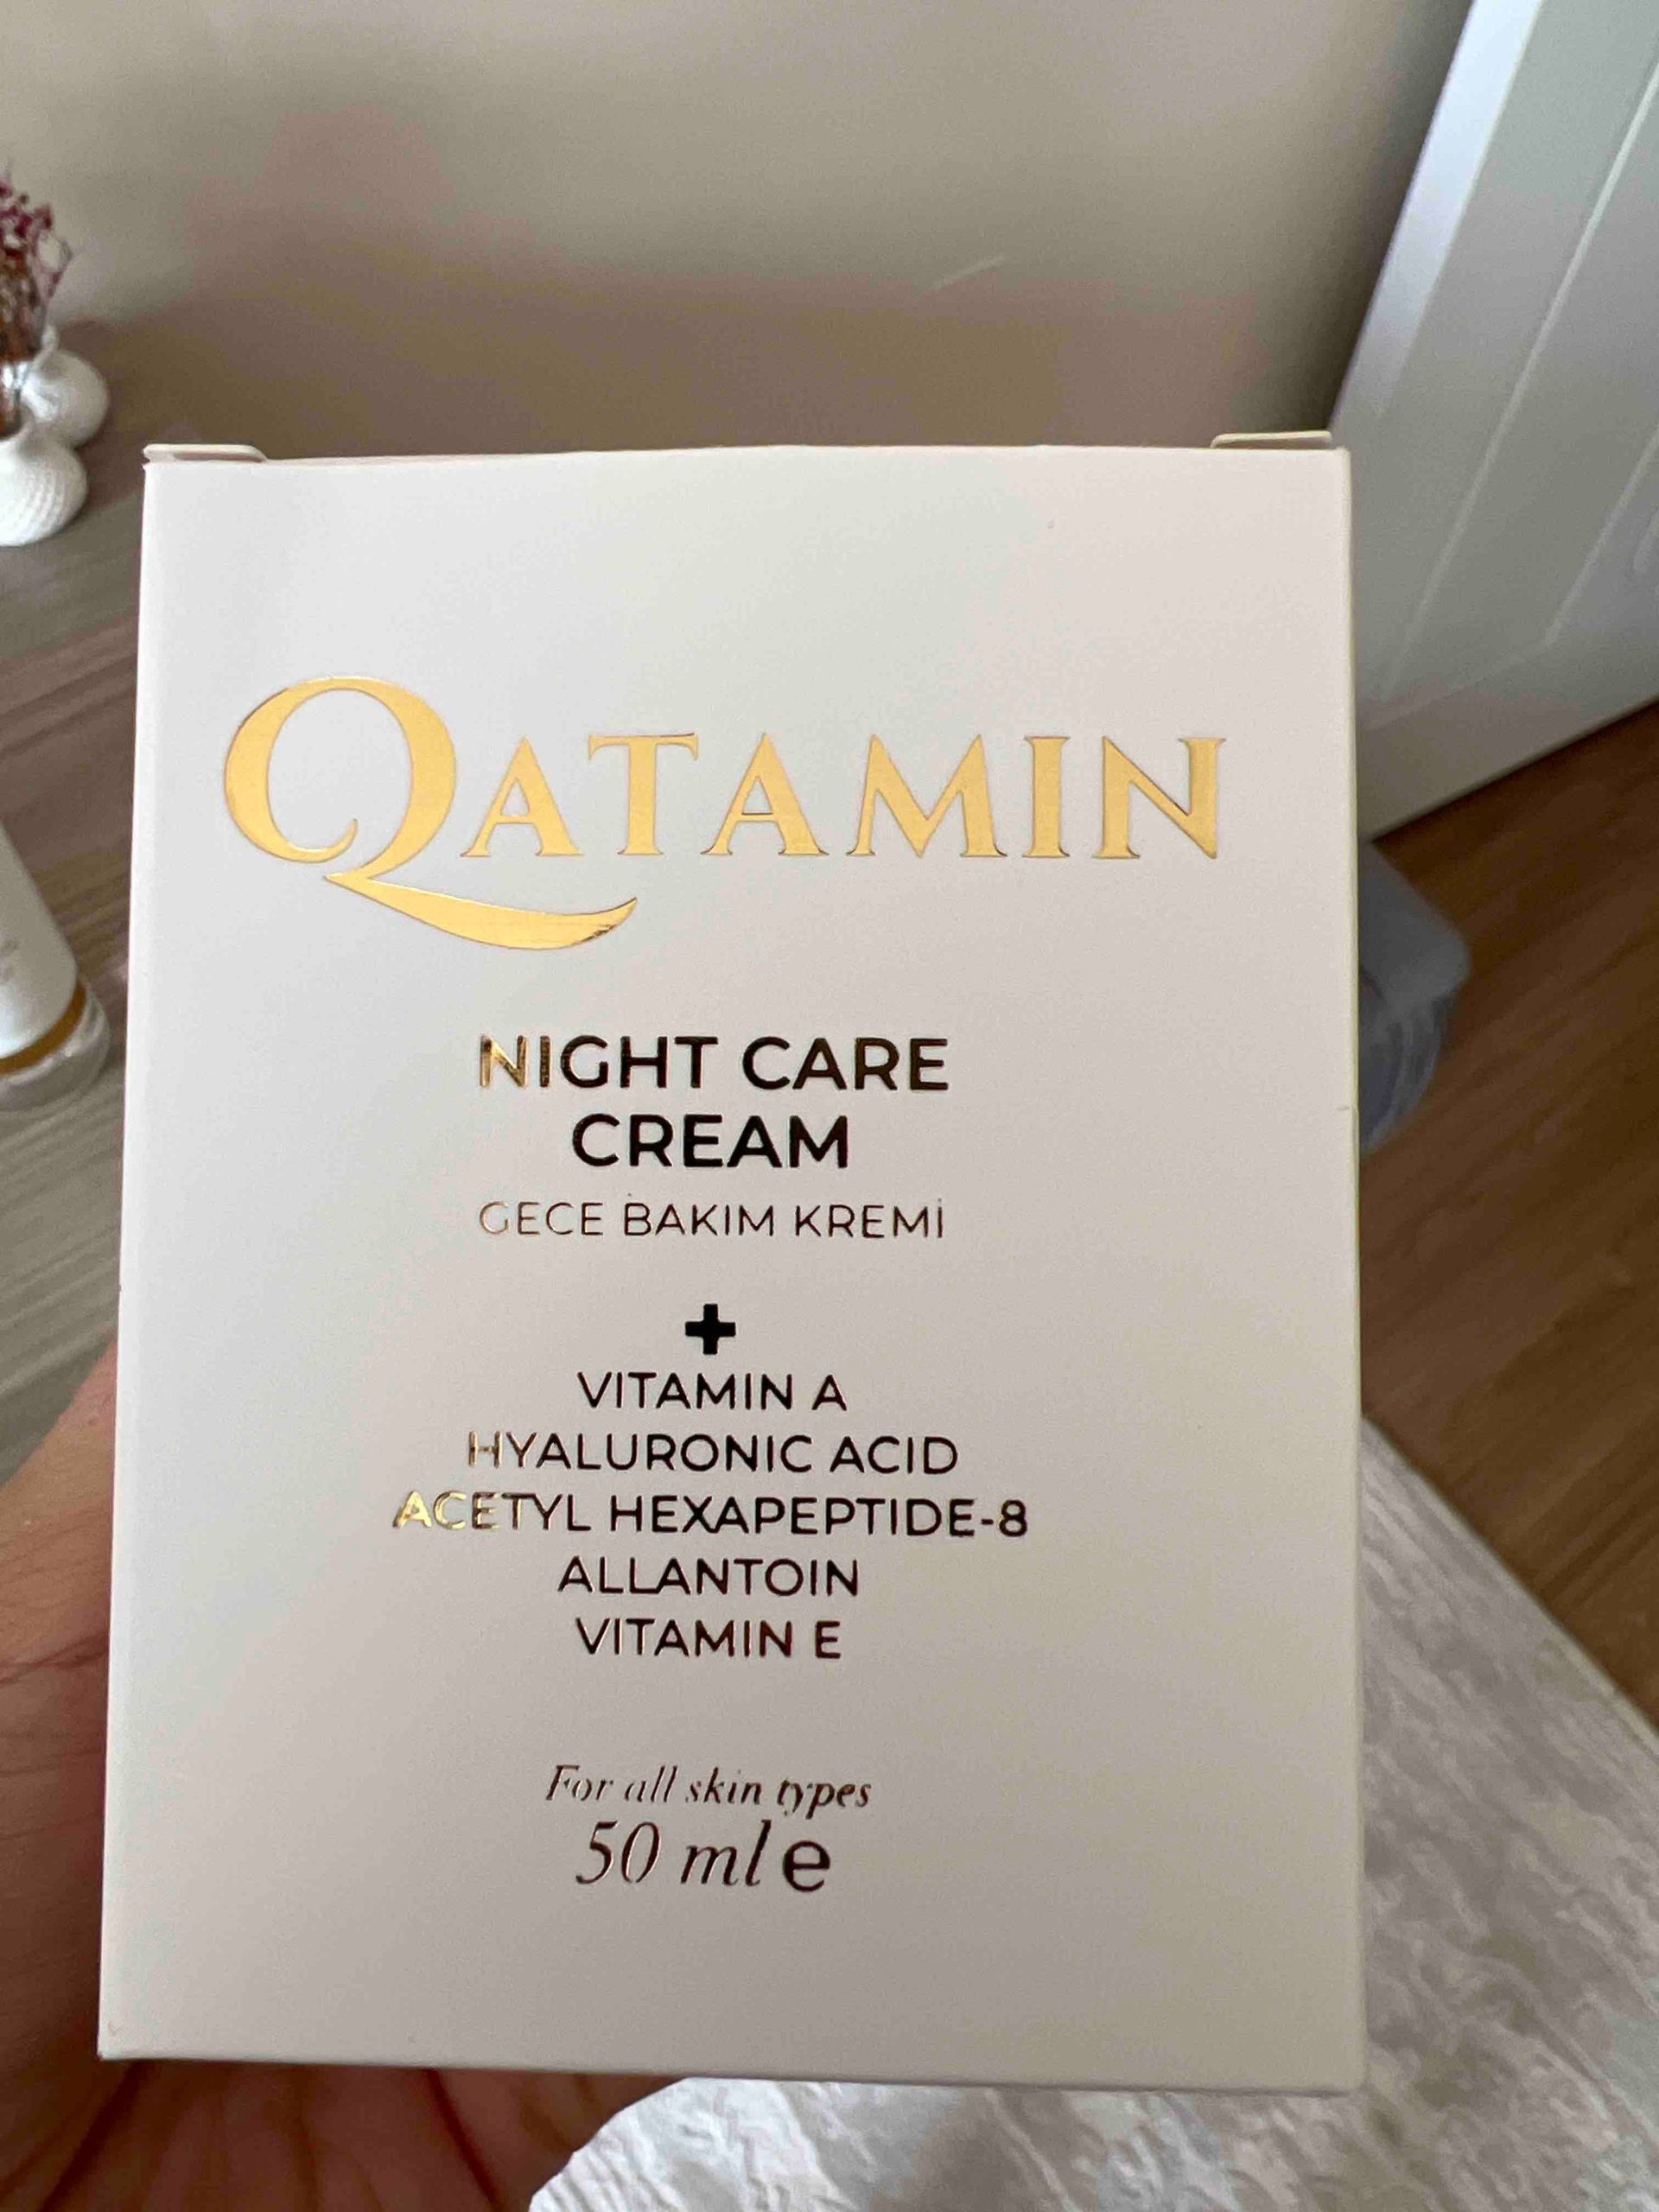 QATAMIN
NIGHT CARE
CREAM
GECE BAKIM KREMİ
+
VITAMIN A
HYALURONIC ACID
ACETYL HEXAPEPTIDE-8
ALLANTOIN
VITAMIN E
For all skin types
50 ml e